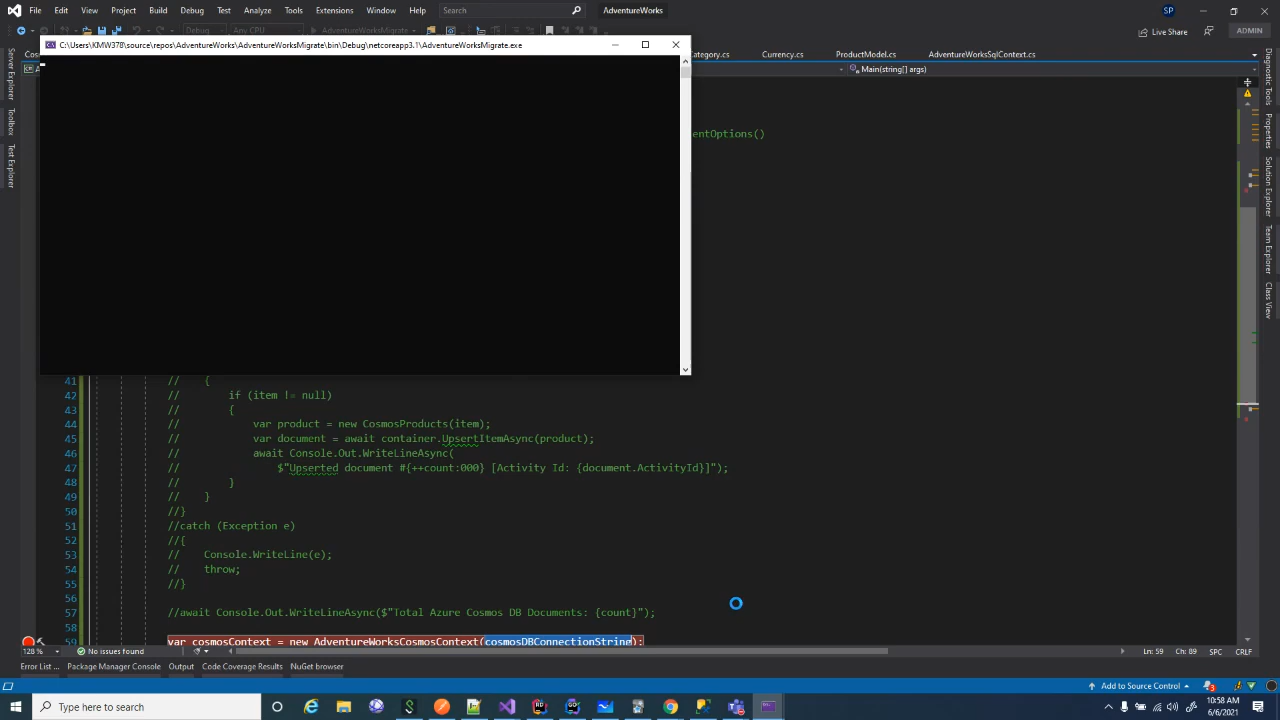 File Edit View Project Build Debug Test Analyze Tools Extensions Window Help Search AdventureWorks SP
Debug Any CPU AdventureWorksMigrate Live Share ADMIN
C:\Users\KMW378\source\repos\AdventureWorks\AdventureWorksMigrate\bin\Debug\netcoreapp3.1\AdventureWorksMigrate.exe
Category.cs Currency.cs ProductModel.cs AdventureWorksSqlContext.cs
Main(string[] args)
Server Explorer
Toolbox
Test Explorer
Diagnostic Tools
Properties
Solution Explorer
Team Explorer
Class View
entOptions()
41 // {
42 // if (item != null)
43 // {
44 // var product = new CosmosProducts(item);
45 // var document = await container.UpsertItemAsync(product);
46 // await Console.Out.WriteLineAsync(
47 // $"Upserted document #{++count:000} [Activity Id: {document.ActivityId}]");
48 // }
49 // }
50 //}
51 //catch (Exception e)
52 //{
53 // Console.WriteLine(e);
54 // throw;
55 //}
56
57 //await Console.Out.WriteLineAsync($"Total Azure Cosmos DB Documents: {count}");
58
59 var cosmosContext = new AdventureWorksCosmosContext(cosmosDBConnectionString);
128 % No issues found Ln: 59 Ch: 89 SPC CRLF
Error List ... Package Manager Console Output Code Coverage Results NuGet browser
Add to Source Control 3
Type here to search
10:58 AM
6/6/2021